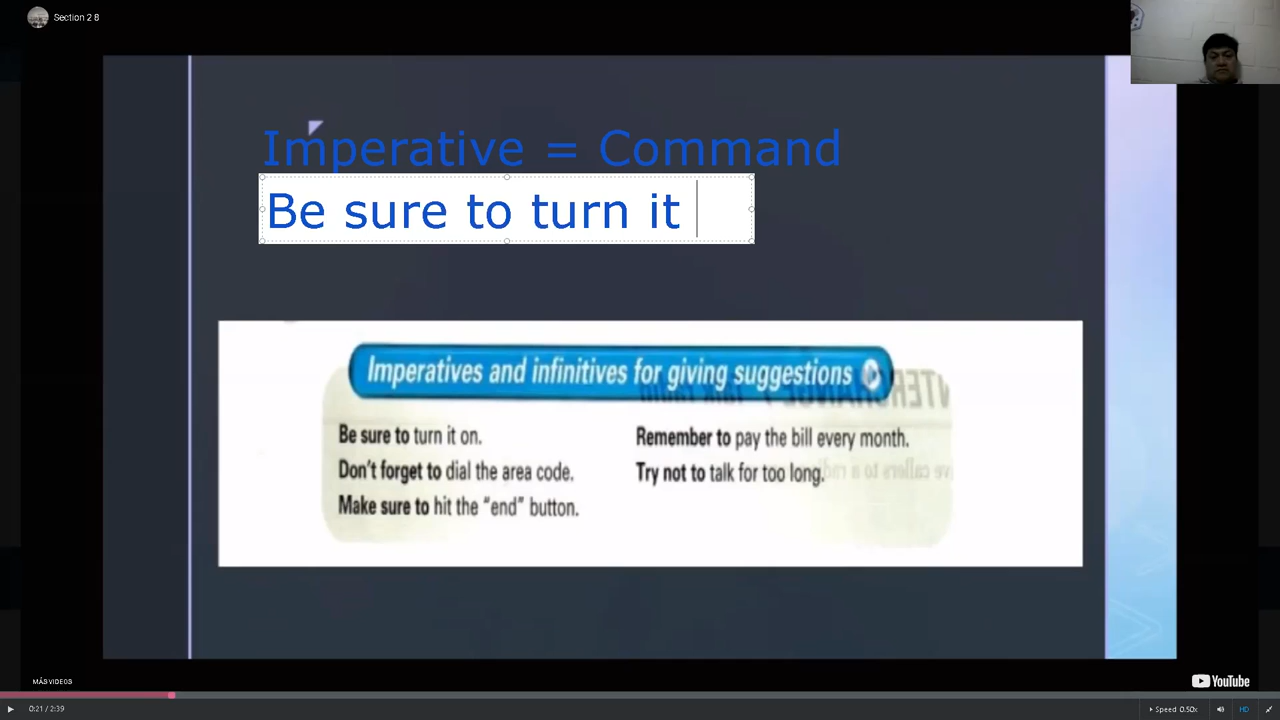 Section 2 8
Imperative = Command
Be sure to turn it
Imperatives and infinitives for giving suggestions
Be sure to turn it on.
Don't forget to dial the area code.
Make sure to hit the "end" button.
Remember to pay the bill every month.
Try not to talk for too long.
MÁS VIDEOS
YouTube
0:21 / 2:39
Speed 0.50x
HD